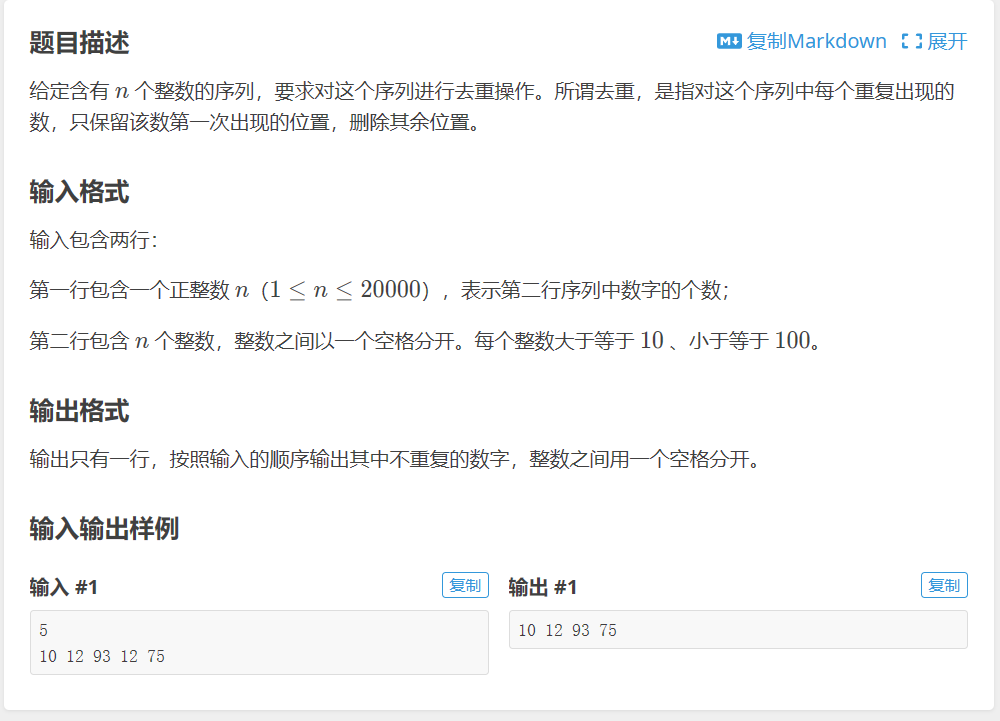 题目描述
复制Markdown 展开
给定含有 n 个整数的序列，要求对这个序列进行去重操作。所谓去重，是指对这个序列中每个重复出现的
数，只保留该数第一次出现的位置，删除其余位置。
输入格式
输入包含两行：
第一行包含一个正整数 n（1 ≤ n ≤ 20000），表示第二行序列中数字的个数；
第二行包含 n 个整数，整数之间以一个空格分开。每个整数大于等于 10 、小于等于 100。
输出格式
输出只有一行，按照输入的顺序输出其中不重复的数字，整数之间用一个空格分开。
输入输出样例
输入 #1
复制
5
10 12 93 12 75
输出 #1
复制
10 12 93 75